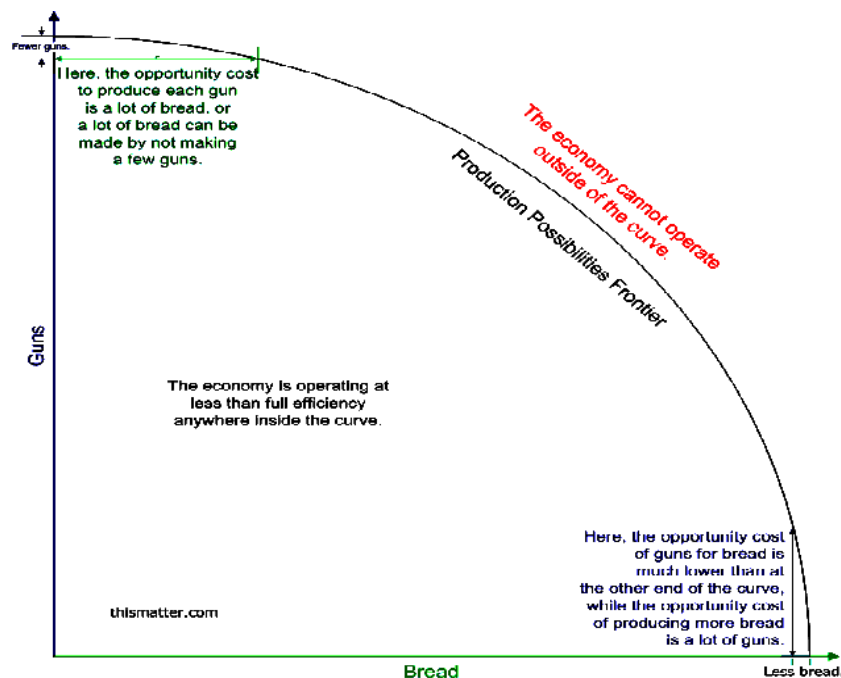 Fewer guns.
Here, the opportunity cost
to produce each gun
is a lot of bread, or
a lot of bread can be
made by not making
a few guns.
The economy cannot operate
outside of the curve.
Production Possibilities Frontier
Guns
The economy is operating at
less than full efficiency
anywhere inside the curve.
Here, the opportunity cost
of guns for bread is
much lower than at
the other end of the curve,
while the opportunity cost
of producing more bread
is a lot of guns.
thismatter.com
Bread
Less bread.